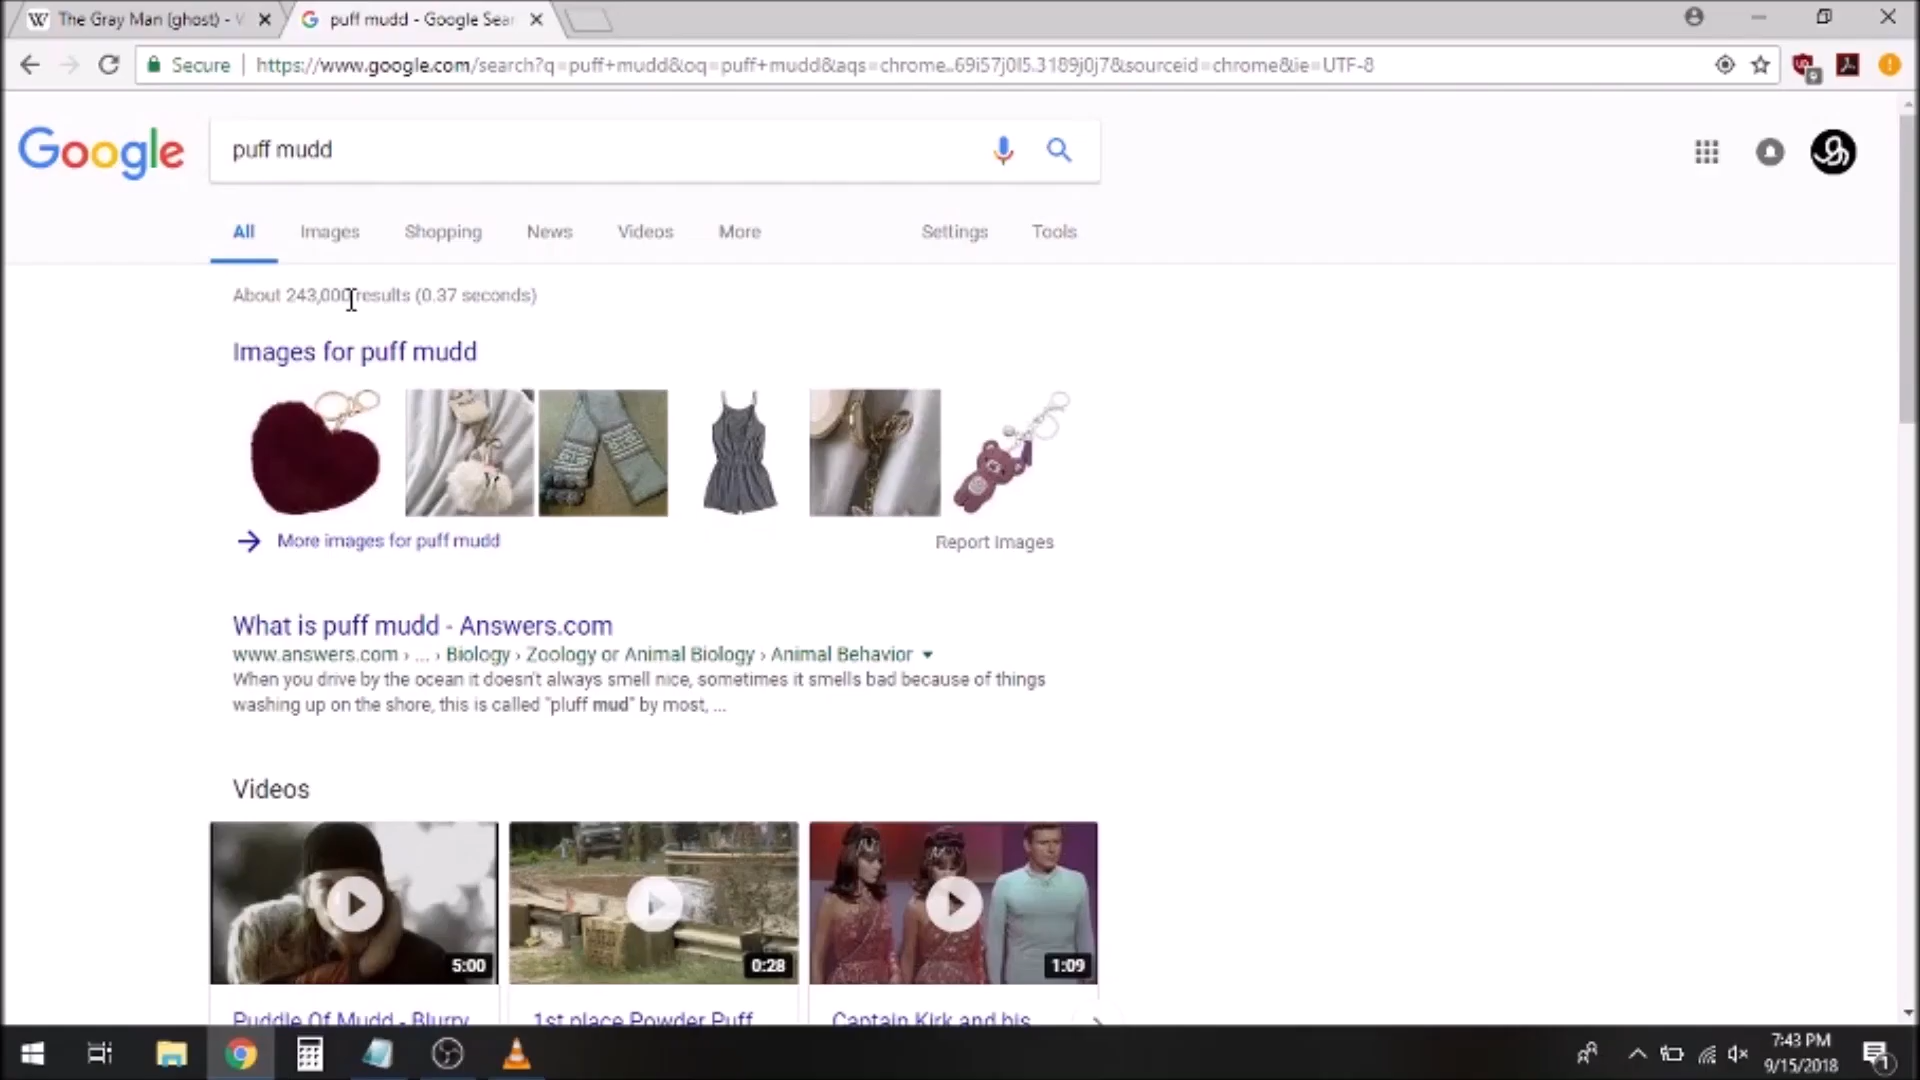 The Gray Man (ghost) -
puff mudd - Google Sear
Secure
https://www.google.com/search?q=puff+mudd&oq=puff+mudd&aqs=chrome..69i57j0l5.3189j0j7&sourceid=chrome&ie=UTF-8
Google
puff mudd
All
Images
Shopping
News
Videos
More
Settings
Tools
About 243,000 results (0.37 seconds)
Images for puff mudd
More images for puff mudd
Report Images
What is puff mudd - Answers.com
www.answers.com › ... › Biology › Zoology or Animal Biology › Animal Behavior
When you drive by the ocean it doesn't always smell nice, sometimes it smells bad because of things
washing up on the shore, this is called "pluff mud" by most, ...
Videos
5:00
0:28
1:09
Puddle Of Mudd - Blurry
1st place Powder Puff
Captain Kirk and his
7:43 PM
9/15/2018
1